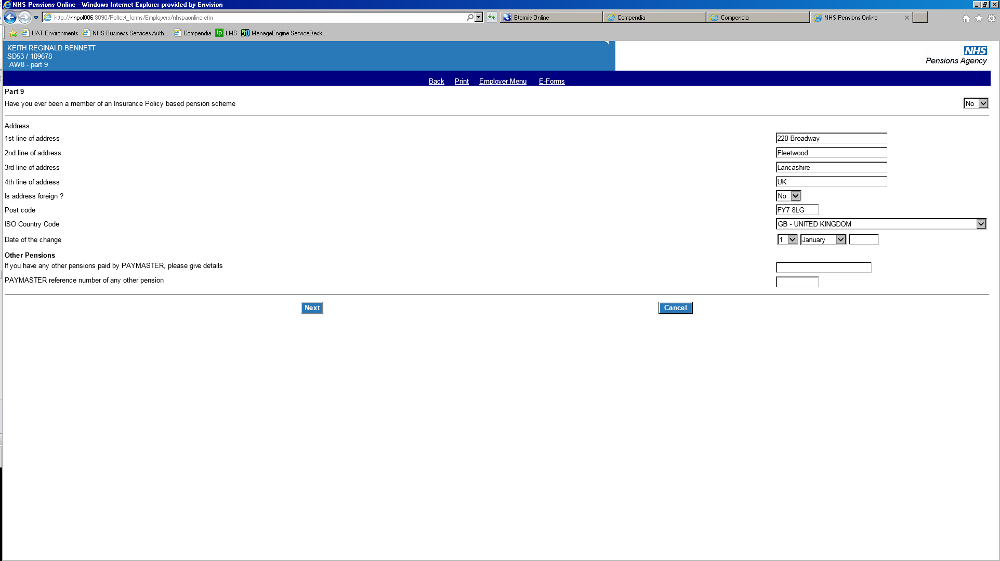 NHS Pensions Online - Windows Internet Explorer provided by Envision
http://hhpol006:8090/Poltest_forms/Employers/nhspaonline.cfm
Etarmis Online
Compendia
Compendia
NHS Pensions Online
UAT Environments
NHS Business Services Auth...
Compendia
ip LMS
ManageEngine ServiceDesk...
KEITH REGINALD BENNETT
SD53 / 109678
AW8 - part 9
NHS
Pensions Agency
Back Print Employer Menu E-Forms
Part 9
Have you ever been a member of an Insurance Policy based pension scheme No
Address.
1st line of address 220 Broadway
2nd line of address Fleetwood
3rd line of address Lancashire
4th line of address UK
Is address foreign ? No
Post code FY7 8LG
ISO Country Code GB - UNITED KINGDOM
Date of the change 1 January
Other Pensions
If you have any other pensions paid by PAYMASTER, please give details
PAYMASTER reference number of any other pension
Next Cancel